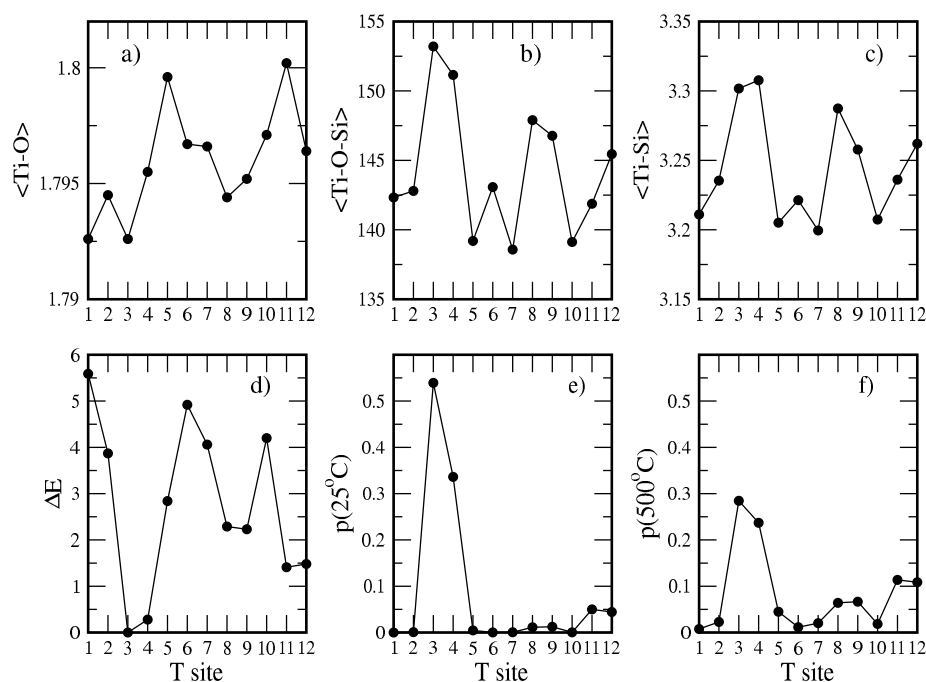 a)
1.8
1.795
1.79
<Ti-O>
1 2 3 4 5 6 7 8 9 10 11 12
b)
155
150
145
140
135
<Ti-O-Si>
1 2 3 4 5 6 7 8 9 10 11 12
c)
3.35
3.3
3.25
3.2
3.15
<Ti-Si>
1 2 3 4 5 6 7 8 9 10 11 12
d)
6
5
4
3
2
1
0
ΔE
1 2 3 4 5 6 7 8 9 10 11 12
T site
e)
0.5
0.4
0.3
0.2
0.1
0
p(25°C)
1 2 3 4 5 6 7 8 9 10 11 12
T site
f)
0.5
0.4
0.3
0.2
0.1
0
p(500°C)
1 2 3 4 5 6 7 8 9 10 11 12
T site